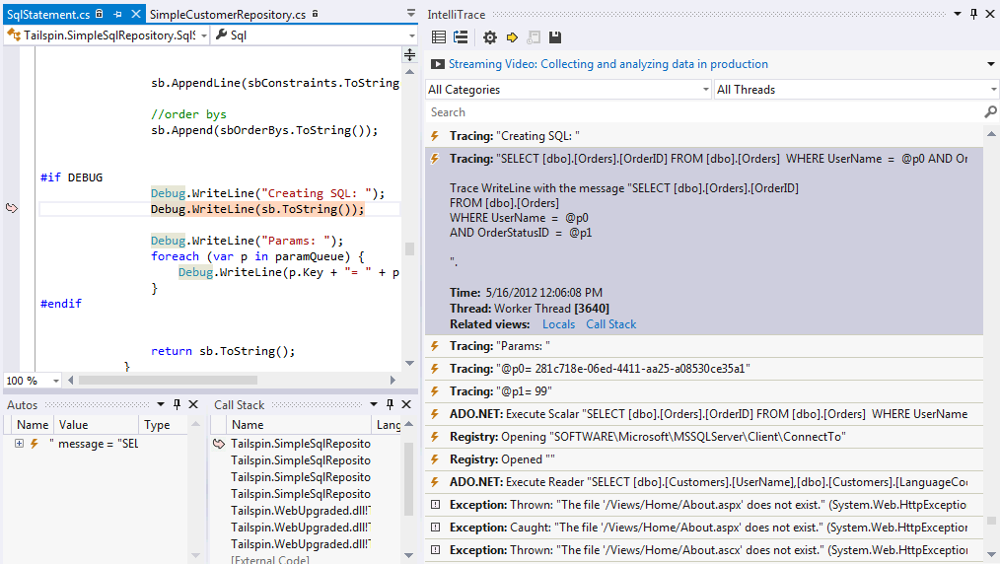 SqlStatement.cs
SimpleCustomerRepository.cs
Tailspin.SimpleSqlRepository.SqlS
Sql
sb.AppendLine(sbConstraints.ToString
//order bys
sb.Append(sbOrderBys.ToString());
#if DEBUG
Debug.WriteLine("Creating SQL: ");
Debug.WriteLine(sb.ToString());
Debug.WriteLine("Params: ");
foreach (var p in paramQueue) {
Debug.WriteLine(p.Key + "= " + p
}
#endif
return sb.ToString();
}
100 %
Autos
Name Value Type
" message = "SEL
Call Stack
Name Lang
Tailspin.SimpleSqlReposito
Tailspin.SimpleSqlReposito
Tailspin.SimpleSqlReposito
Tailspin.SimpleSqlReposito
Tailspin.WebUpgraded.dll!T
Tailspin.WebUpgraded.dll!T
Tailspin.WebUpgraded.dll!T
[External Code]
IntelliTrace
Streaming Video: Collecting and analyzing data in production
All Categories All Threads
Search
Tracing: "Creating SQL: "
Tracing: "SELECT [dbo].[Orders].[OrderID] FROM [dbo].[Orders] WHERE UserName = @p0 AND Or
Trace WriteLine with the message "SELECT [dbo].[Orders].[OrderID]
FROM [dbo].[Orders]
WHERE UserName = @p0
AND OrderStatusID = @p1
".
Time: 5/16/2012 12:06:08 PM
Thread: Worker Thread [3640]
Related views: Locals Call Stack
Tracing: "Params: "
Tracing: "@p0= 281c718e-06ed-4411-aa25-a08530ce35a1"
Tracing: "@p1= 99"
ADO.NET: Execute Scalar "SELECT [dbo].[Orders].[OrderID] FROM [dbo].[Orders] WHERE UserName
Registry: Opening "SOFTWARE\Microsoft\MSSQLServer\Client\ConnectTo"
Registry: Opened ""
ADO.NET: Execute Reader "SELECT [dbo].[Customers].[UserName],[dbo].[Customers].[LanguageCo
Exception: Thrown: "The file '/Views/Home/About.aspx' does not exist." (System.Web.HttpExceptio
Exception: Caught: "The file '/Views/Home/About.aspx' does not exist." (System.Web.HttpExceptio
Exception: Thrown: "The file '/Views/Home/About.ascx' does not exist." (System.Web.HttpExceptio